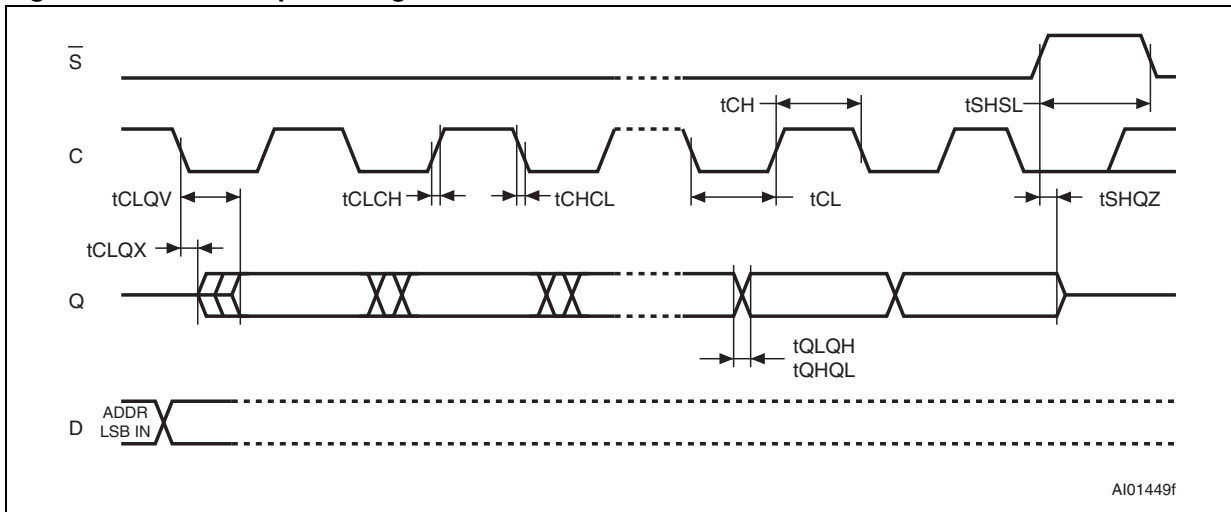 S
tCH
tSHSL
C
tCLQV
tCLCH
tCHCL
tCL
tSHQZ
tCLQX
Q
tQLQH
tQHQL
ADDR
D
LSB IN
AI01449f